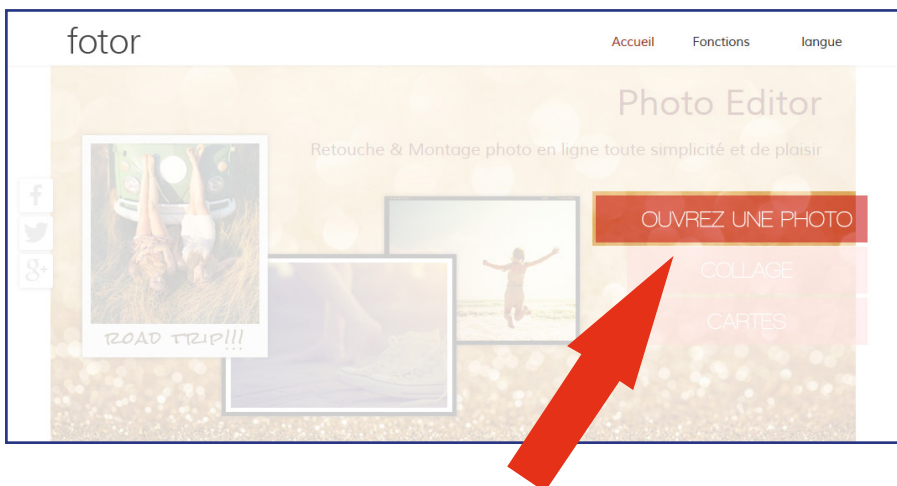 fotor
Accueil Fonctions langue
Photo Editor
Retouche & Montage photo en ligne toute simplicité et de plaisir
OUVREZ UNE PHOTO
COLLAGE
CARTES
ROAD TRIP!!!
f
8+